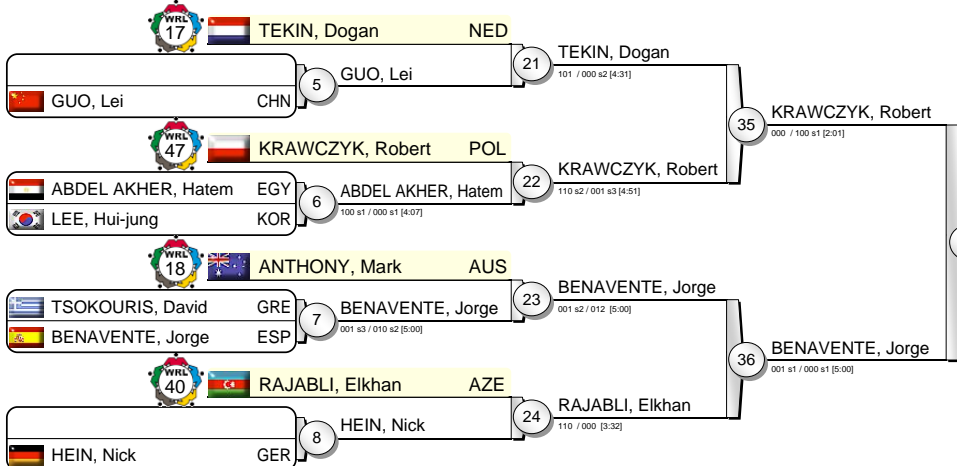 WRL
17
TEKIN, Dogan NED
5
GUO, Lei
GUO, Lei CHN
21
TEKIN, Dogan
101 / 000 s2 [4:31]
WRL
47
KRAWCZYK, Robert POL
ABDEL AKHER, Hatem EGY
LEE, Hui-jung KOR
6
ABDEL AKHER, Hatem
100 s1 / 000 s1 [4:07]
22
KRAWCZYK, Robert
110 s2 / 001 s3 [4:51]
35
KRAWCZYK, Robert
000 / 100 s1 [2:01]
WRL
18
ANTHONY, Mark AUS
TSOKOURIS, David GRE
BENAVENTE, Jorge ESP
7
BENAVENTE, Jorge
001 s3 / 010 s2 [5:00]
23
BENAVENTE, Jorge
001 s2 / 012 [5:00]
WRL
40
RAJABLI, Elkhan AZE
8
HEIN, Nick
HEIN, Nick GER
24
RAJABLI, Elkhan
110 / 000 [3:32]
36
BENAVENTE, Jorge
001 s1 / 000 s1 [5:00]